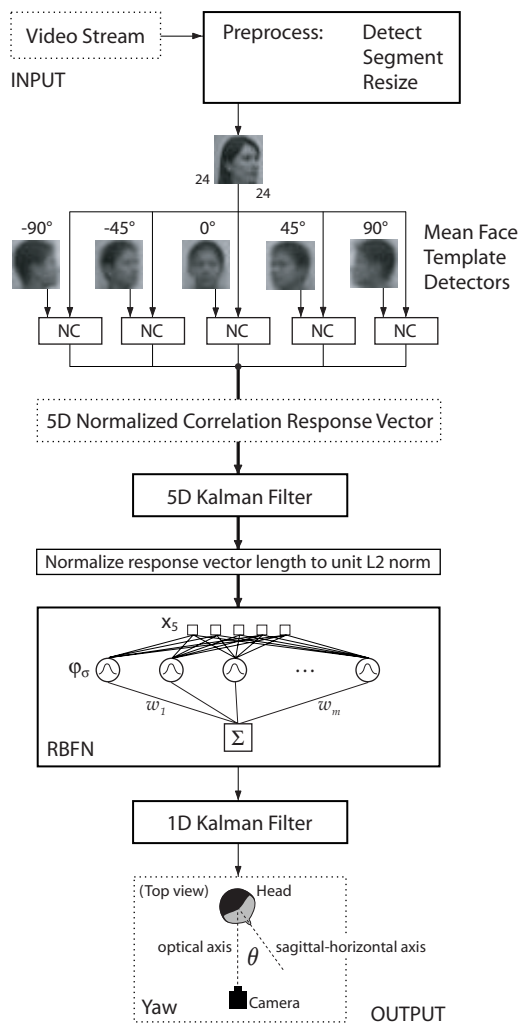 Video Stream
INPUT
Preprocess: Detect
Segment
Resize
24
24
-90° -45° 0° 45° 90°
Mean Face
Template
Detectors
NC NC NC NC NC
5D Normalized Correlation Response Vector
5D Kalman Filter
Normalize response vector length to unit L2 norm
x5
φσ
...
w1 wm
Σ
RBFN
1D Kalman Filter
(Top view) Head
optical axis θ sagittal-horizontal axis
Camera
Yaw
OUTPUT